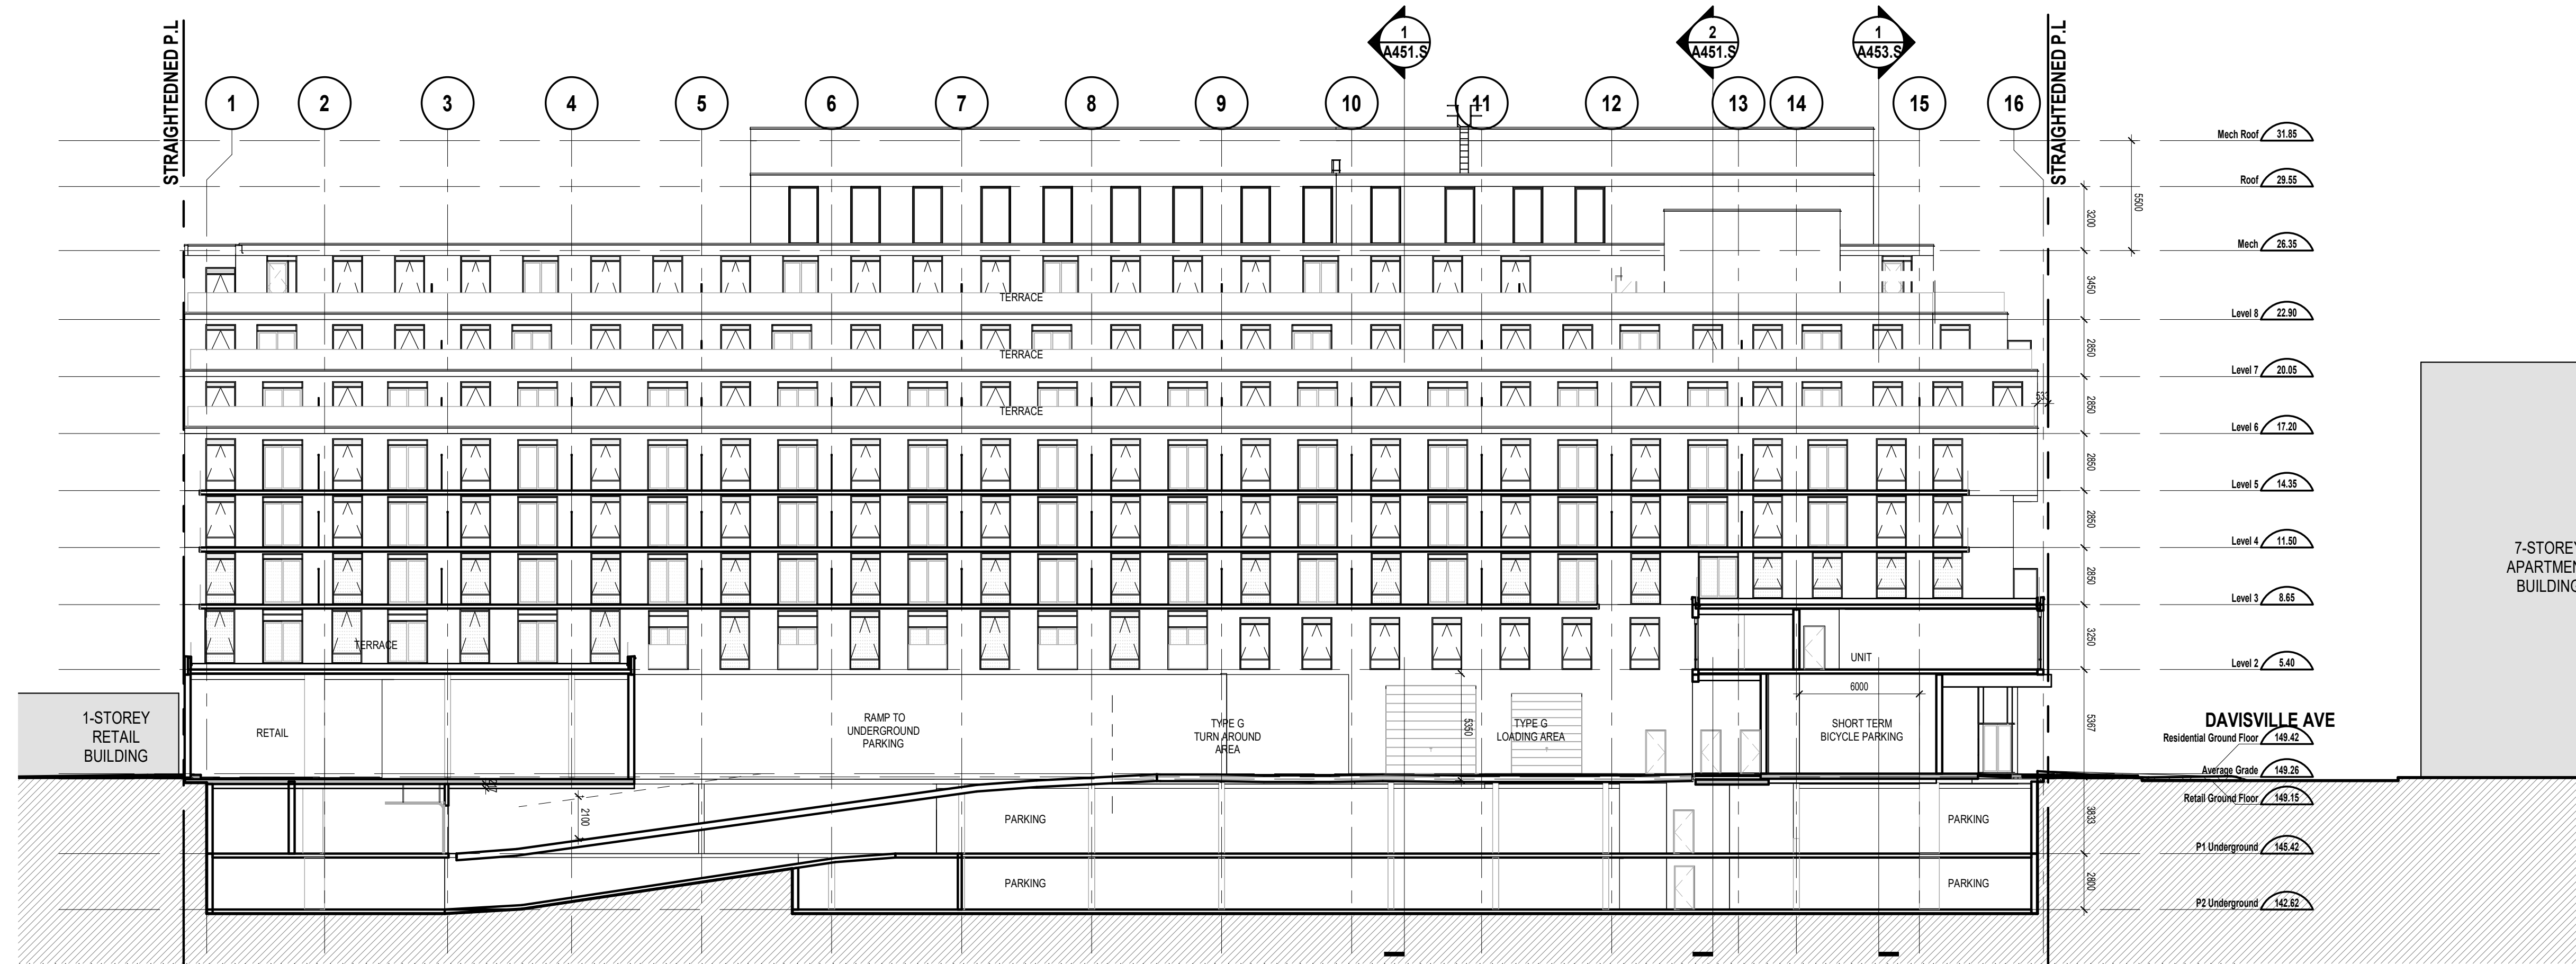 STRAIGHTEDNED P.L
STRAIGHTEDNED P.L
1
A451.S
2
A451.S
1
A453.S
1
2
3
4
5
6
7
8
9
10
11
12
13
14
15
16
Mech Roof 31.85
Roof 29.55
Mech 26.35
Level 8 22.90
Level 7 20.05
Level 6 17.20
Level 5 14.35
Level 4 11.50
Level 3 8.65
Level 2 5.40
DAVISVILLE AVE
Residential Ground Floor 149.42
Average Grade 149.26
Retail Ground Floor 149.15
P1 Underground 145.42
P2 Underground 142.62
5500
3200
3450
2850
2850
2850
2850
2850
3250
5367
3833
2800
533
TERRACE
TERRACE
TERRACE
TERRACE
UNIT
6000
1-STOREY
RETAIL
BUILDING
RETAIL
RAMP TO
UNDERGROUND
PARKING
TYPE G
TURN AROUND
AREA
5350
TYPE G
LOADING AREA
SHORT TERM
BICYCLE PARKING
2100
PARKING
PARKING
PARKING
PARKING
7-STOREY
APARTMEN
BUILDING